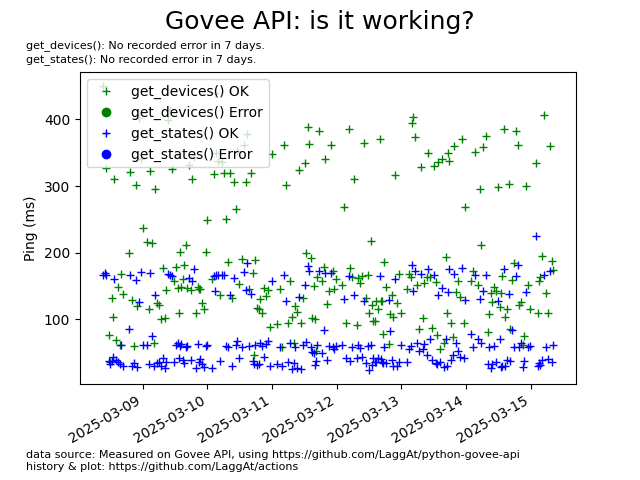 Govee API: is it working?
get_devices(): No recorded error in 7 days.
get_states(): No recorded error in 7 days.
get_devices() OK
get_devices() Error
get_states() OK
get_states() Error
Ping (ms)
400
300
200
100
2025-03-09
2025-03-10
2025-03-11
2025-03-12
2025-03-13
2025-03-14
2025-03-15
data source: Measured on Govee API, using https://github.com/LaggAt/python-govee-api
history & plot: https://github.com/LaggAt/actions